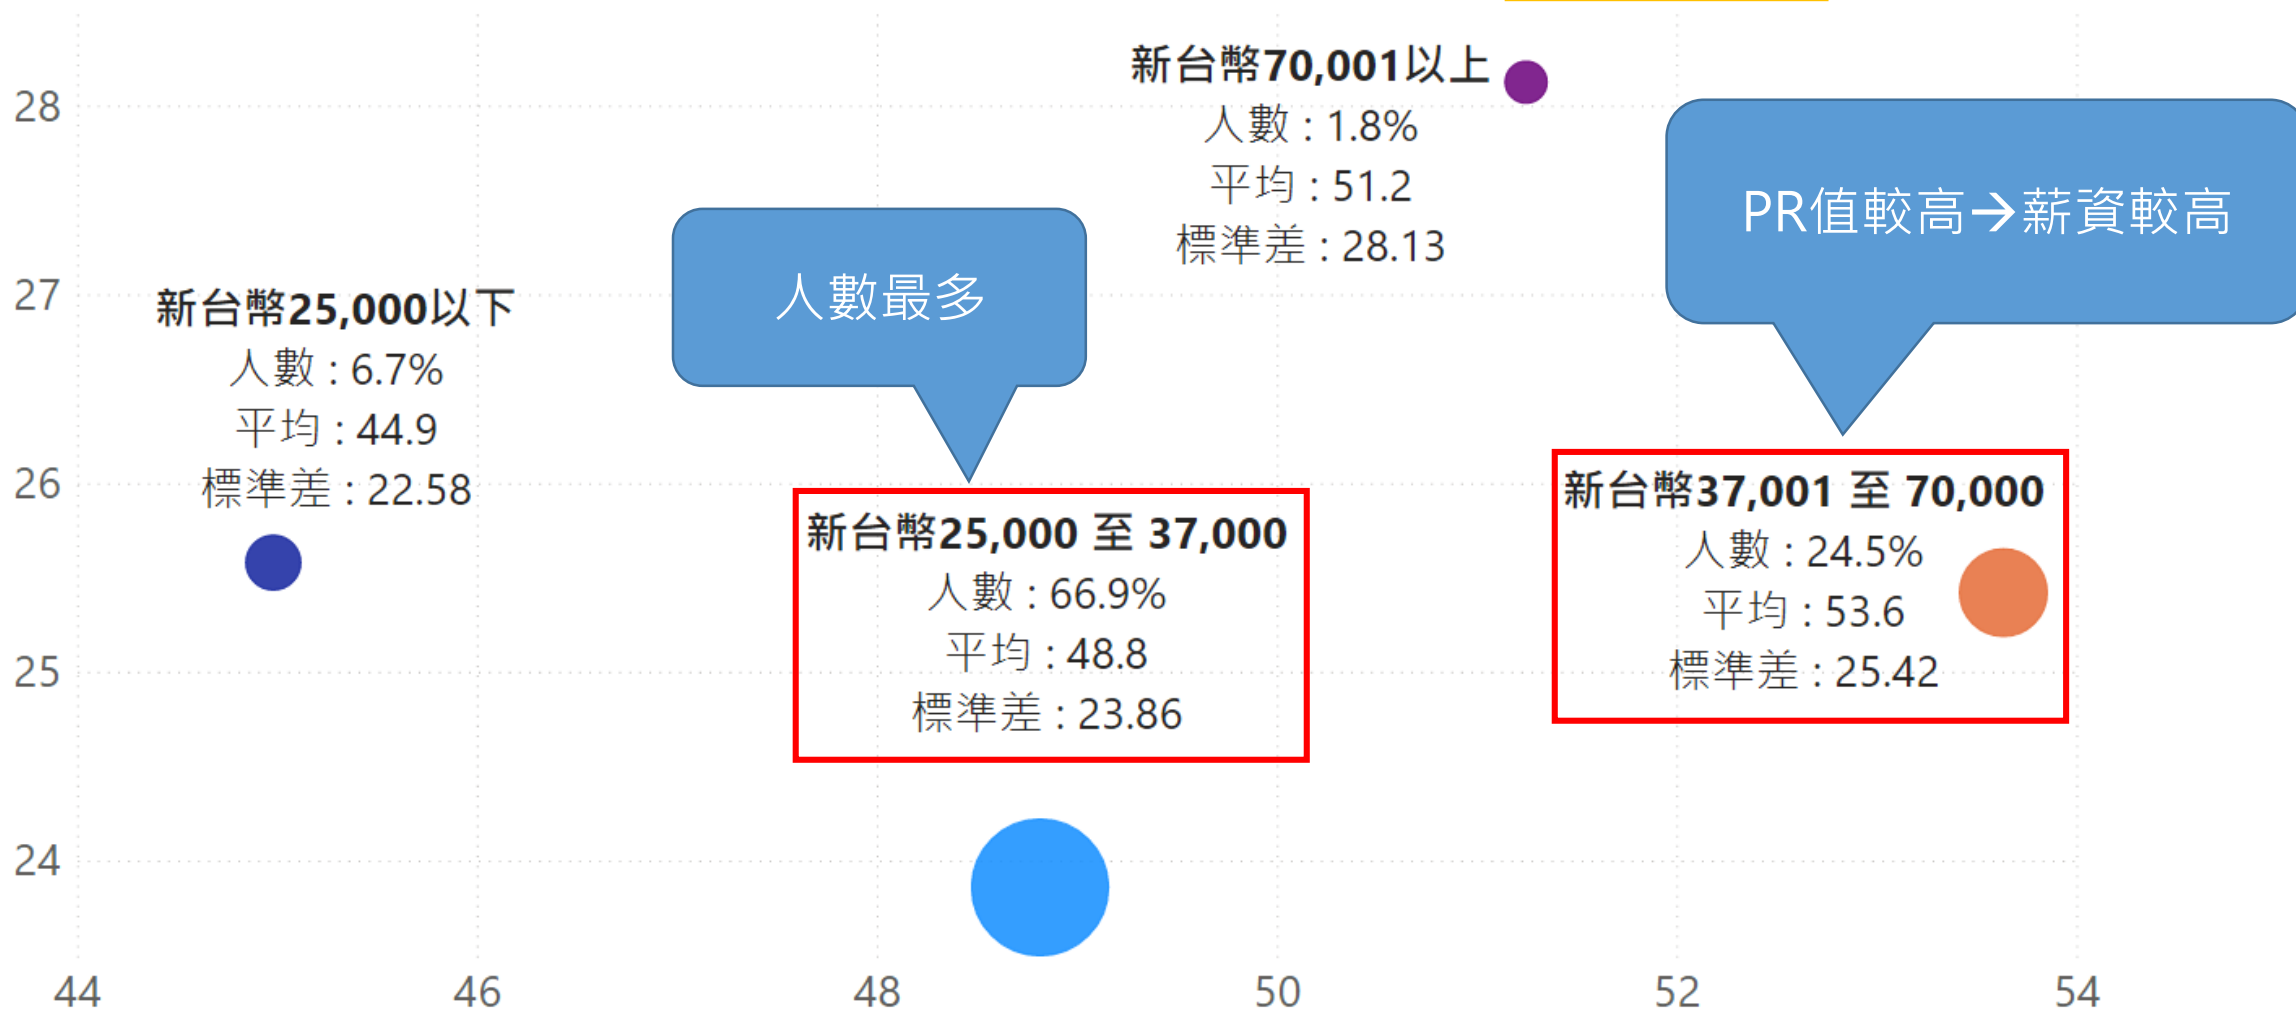 新台幣70,001以上
人數 : 1.8%
平均 : 51.2
標準差 : 28.13
PR值較高→薪資較高
人數最多
新台幣25,000以下
人數 : 6.7%
平均 : 44.9
標準差 : 22.58
新台幣25,000 至 37,000
人數 : 66.9%
平均 : 48.8
標準差 : 23.86
新台幣37,001 至 70,000
人數 : 24.5%
平均 : 53.6
標準差 : 25.42
28
27
26
25
24
44
46
48
50
52
54